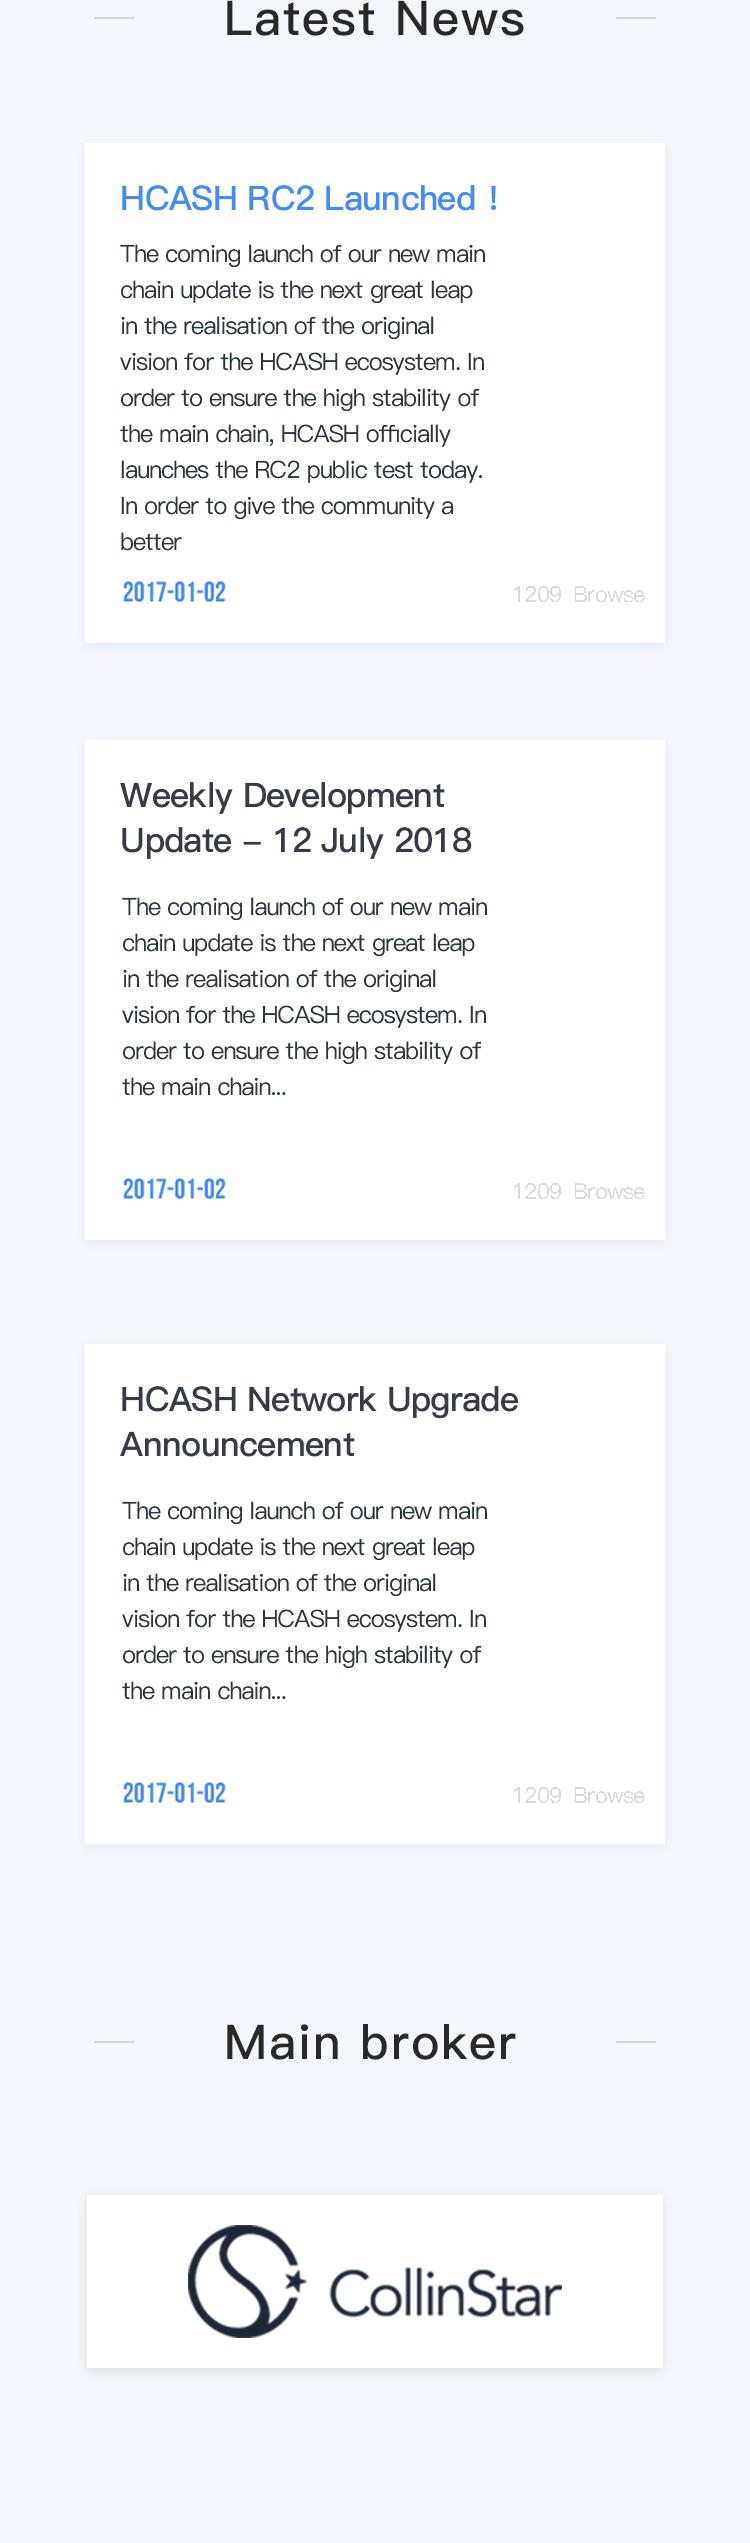 Latest News
HCASH RC2 Launched !
The coming launch of our new main
chain update is the next great leap
in the realisation of the original
vision for the HCASH ecosystem. In
order to ensure the high stability of
the main chain, HCASH officially
launches the RC2 public test today.
In order to give the community a
better
2017-01-02 1209 Browse
Weekly Development
Update – 12 July 2018
The coming launch of our new main
chain update is the next great leap
in the realisation of the original
vision for the HCASH ecosystem. In
order to ensure the high stability of
the main chain...
2017-01-02 1209 Browse
HCASH Network Upgrade
Announcement
The coming launch of our new main
chain update is the next great leap
in the realisation of the original
vision for the HCASH ecosystem. In
order to ensure the high stability of
the main chain...
2017-01-02 1209 Browse
Main broker
CollinStar